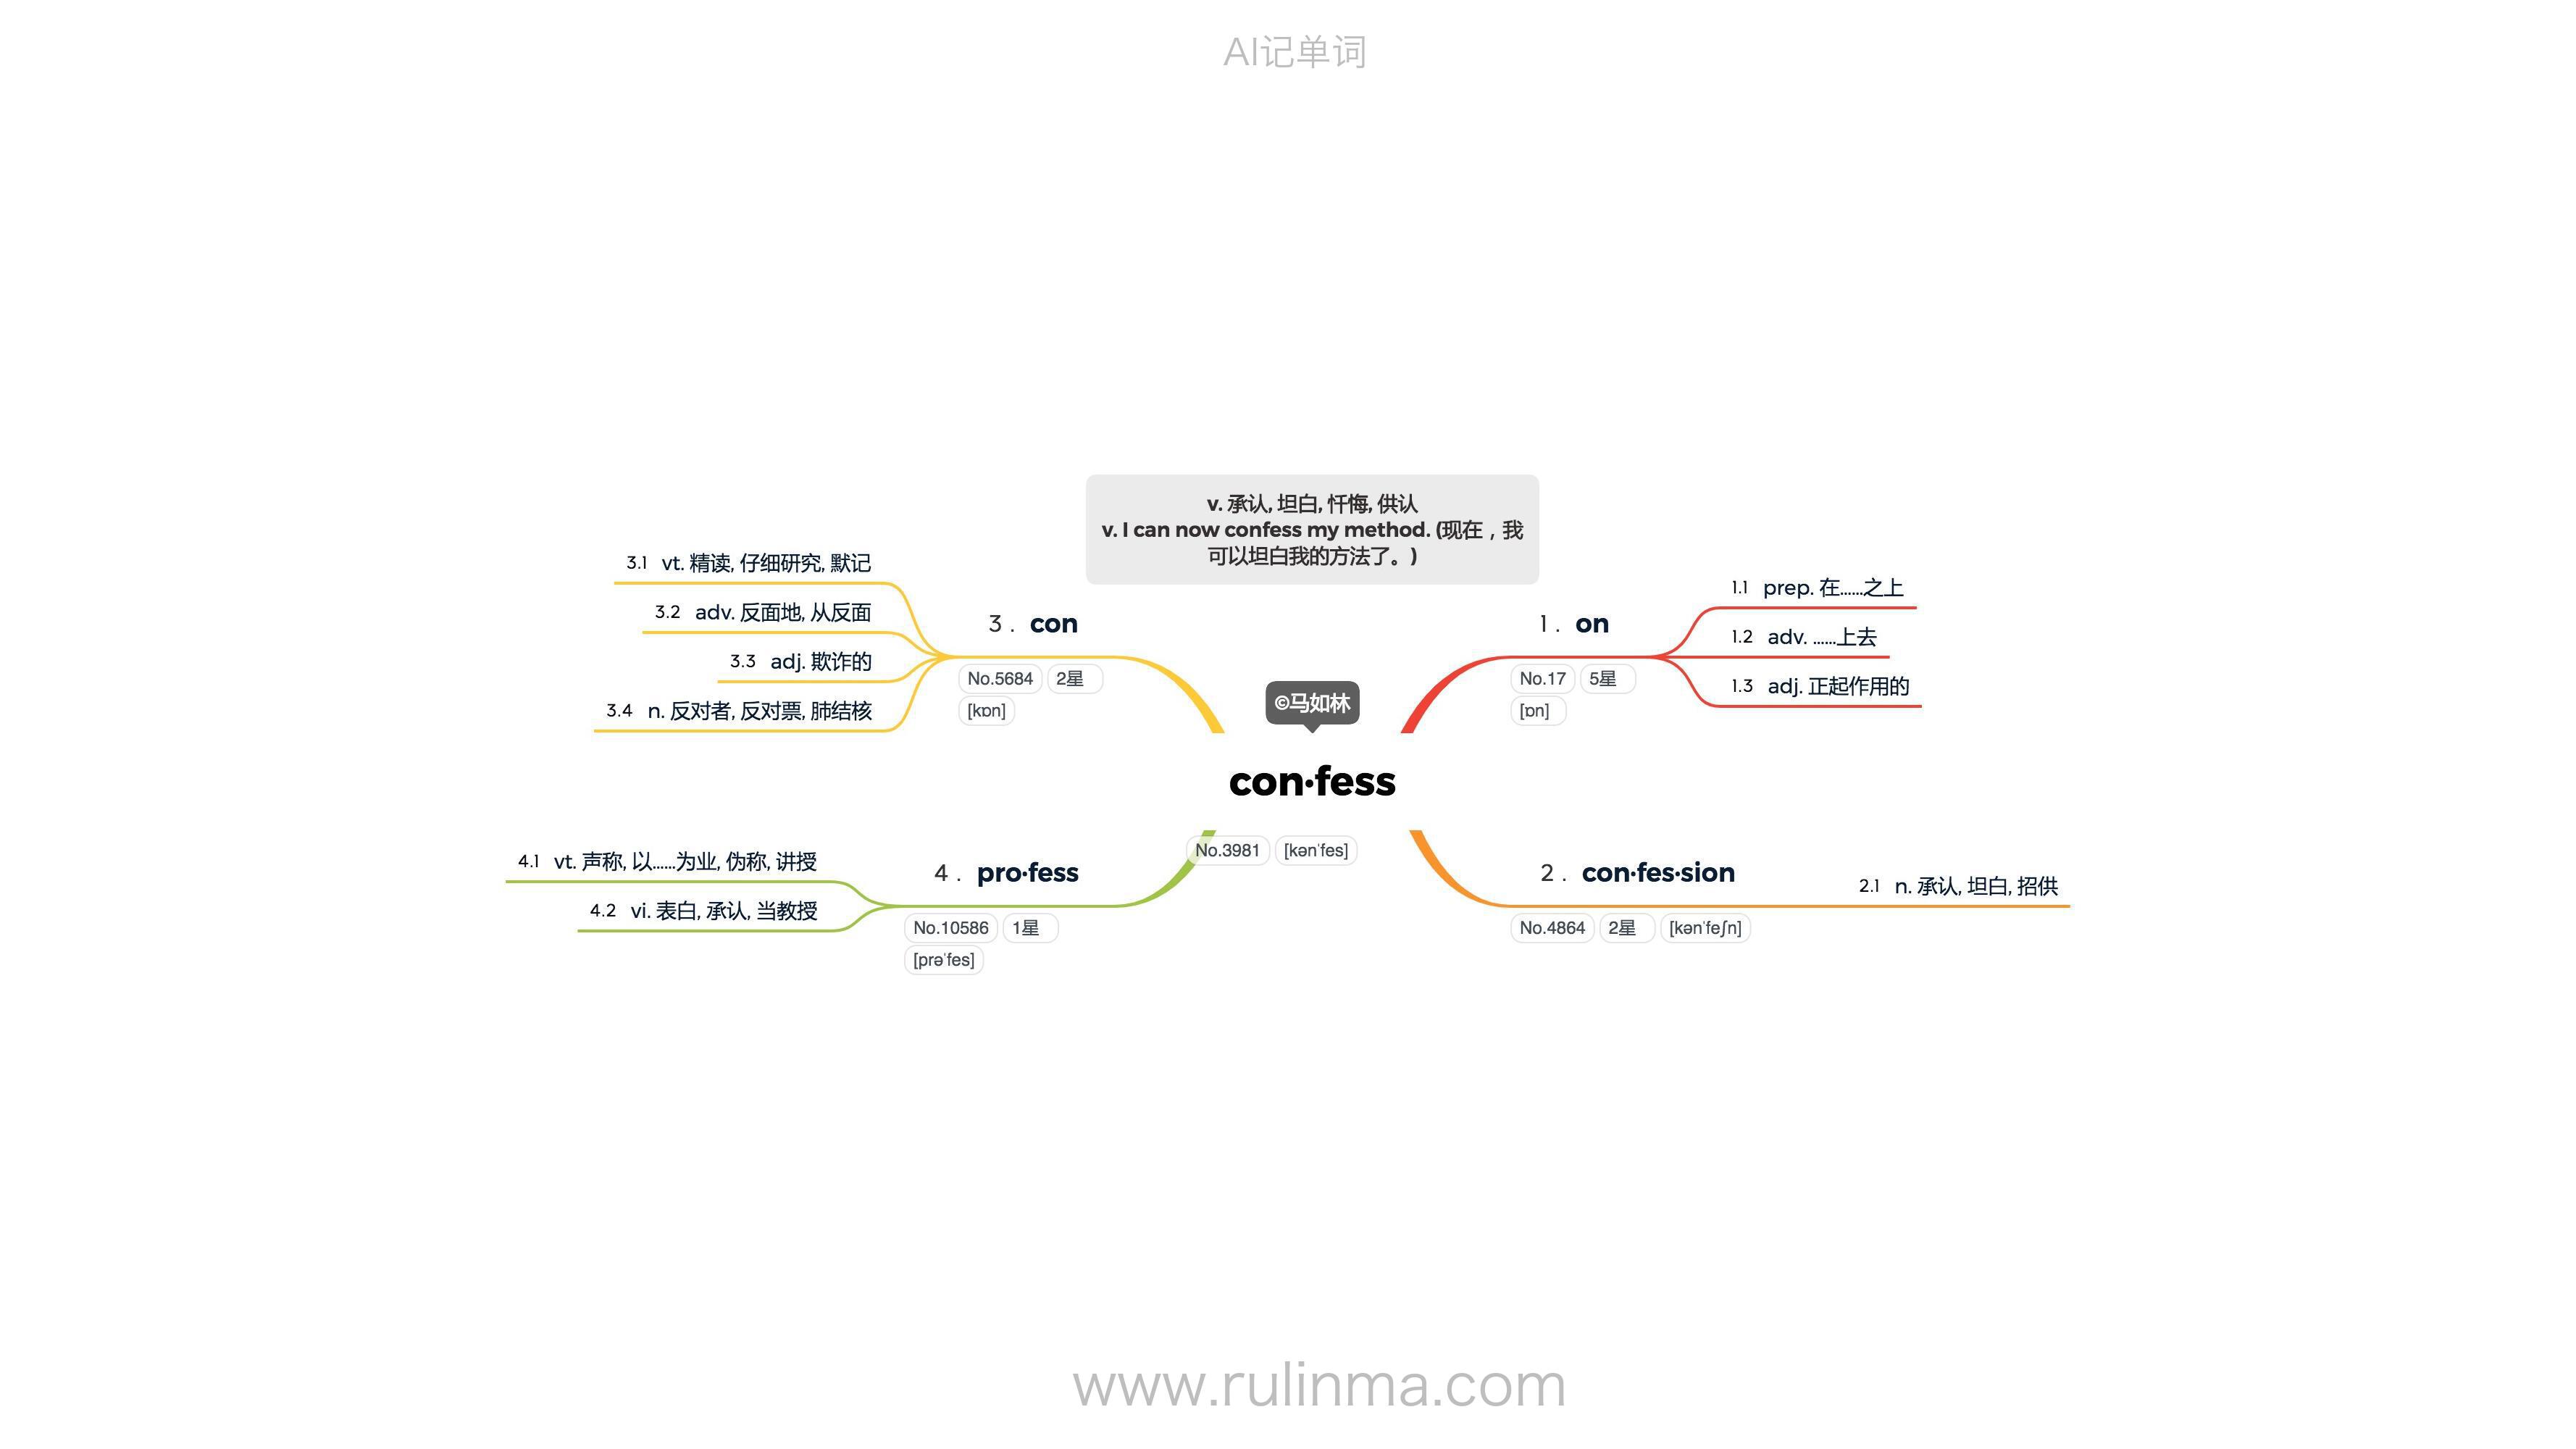 AI记单词
v. 承认, 坦白, 忏悔, 供认
v. I can now confess my method. (现在，我
可以坦白我的方法了。)
©马如林
con·fess
No.3981 [kənˈfes]
1 . on
No.17 5星
[ɒn]
1.1 prep. 在……之上
1.2 adv. ……上去
1.3 adj. 正起作用的
2 . con·fes·sion
No.4864 2星 [kənˈfeʃn]
2.1 n. 承认, 坦白, 招供
3 . con
No.5684 2星
[kɒn]
3.1 vt. 精读, 仔细研究, 默记
3.2 adv. 反面地, 从反面
3.3 adj. 欺诈的
3.4 n. 反对者, 反对票, 肺结核
4 . pro·fess
No.10586 1星
[prəˈfes]
4.1 vt. 声称, 以……为业, 伪称, 讲授
4.2 vi. 表白, 承认, 当教授
www.rulinma.com